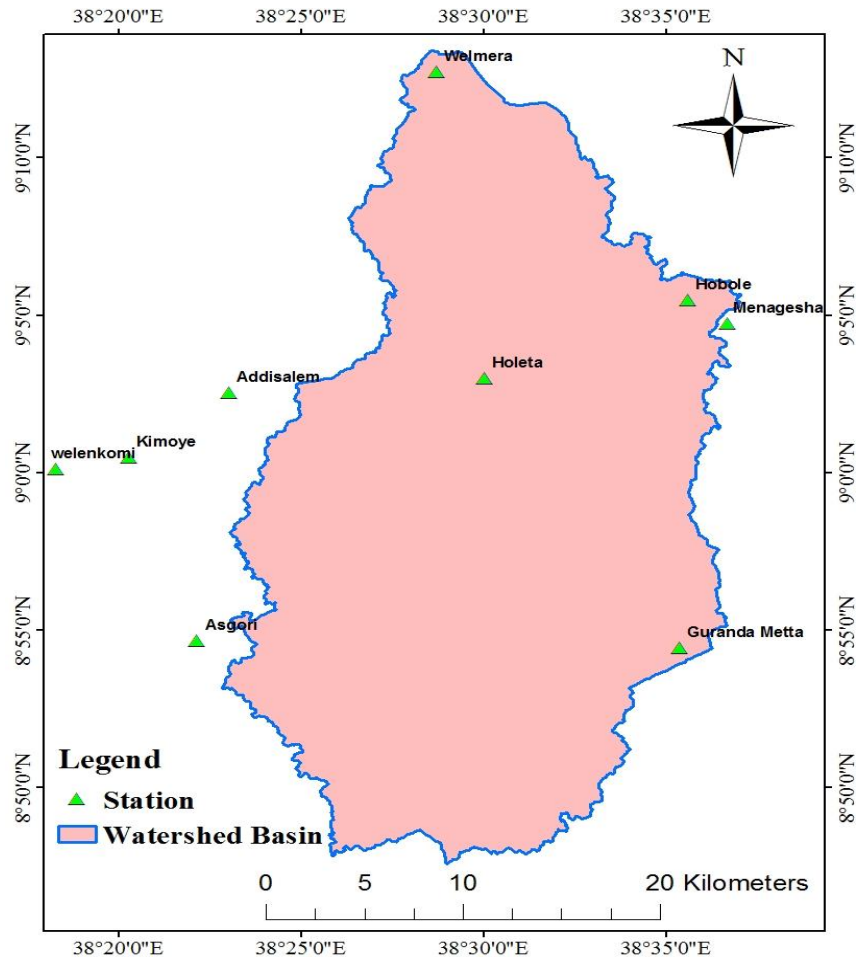 38°20'0"E 38°25'0"E 38°30'0"E 38°35'0"E
N
Welmera
9°10'0"N 9°10'0"N
Hobole
Menagesha
9°5'0"N 9°5'0"N
Holeta
Addisalem
Kimoye
welenkomi
9°0'0"N 9°0'0"N
Asgori
Guranda Metta
8°55'0"N 8°55'0"N
Legend
8°50'0"N 8°50'0"N
Station
Watershed Basin
0 5 10 20 Kilometers
38°20'0"E 38°25'0"E 38°30'0"E 38°35'0"E